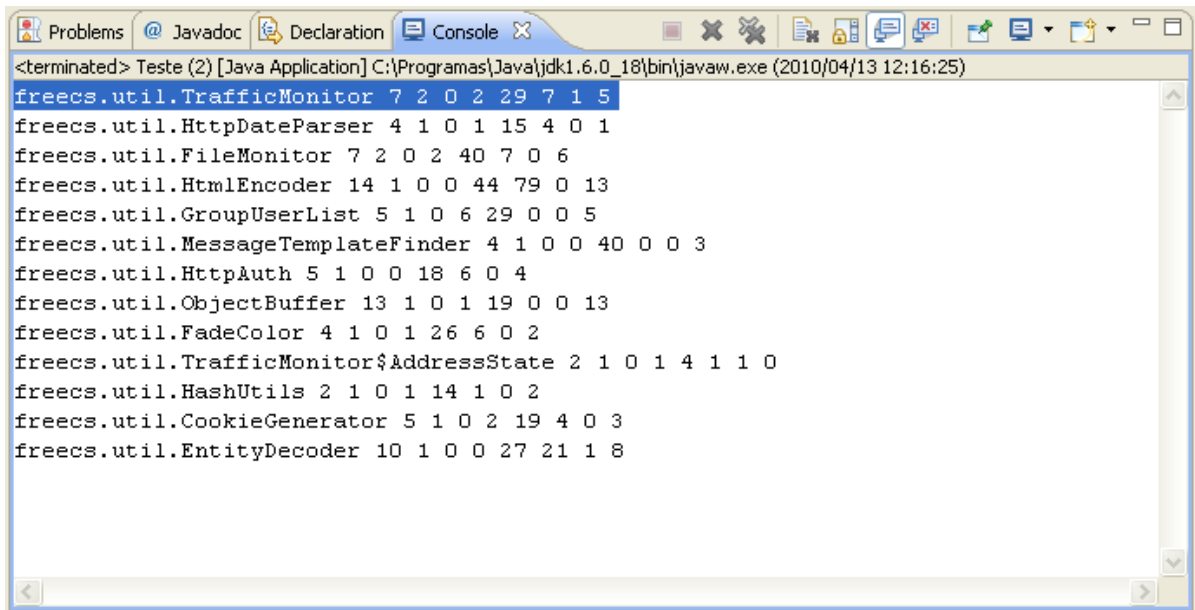 Problems @ Javadoc Declaration Console
<terminated> Teste (2) [Java Application] C:\Programas\Java\jdk1.6.0_18\bin\javaw.exe (2010/04/13 12:16:25)
freecs.util.TrafficMonitor 7 2 0 2 29 7 1 5
freecs.util.HttpDateParser 4 1 0 1 15 4 0 1
freecs.util.FileMonitor 7 2 0 2 40 7 0 6
freecs.util.HtmlEncoder 14 1 0 0 44 79 0 13
freecs.util.GroupUserList 5 1 0 6 29 0 0 5
freecs.util.MessageTemplateFinder 4 1 0 0 40 0 0 3
freecs.util.HttpAuth 5 1 0 0 18 6 0 4
freecs.util.ObjectBuffer 13 1 0 1 19 0 0 13
freecs.util.FadeColor 4 1 0 1 26 6 0 2
freecs.util.TrafficMonitor$AddressState 2 1 0 1 4 1 1 0
freecs.util.HashUtils 2 1 0 1 14 1 0 2
freecs.util.CookieGenerator 5 1 0 2 19 4 0 3
freecs.util.EntityDecoder 10 1 0 0 27 21 1 8